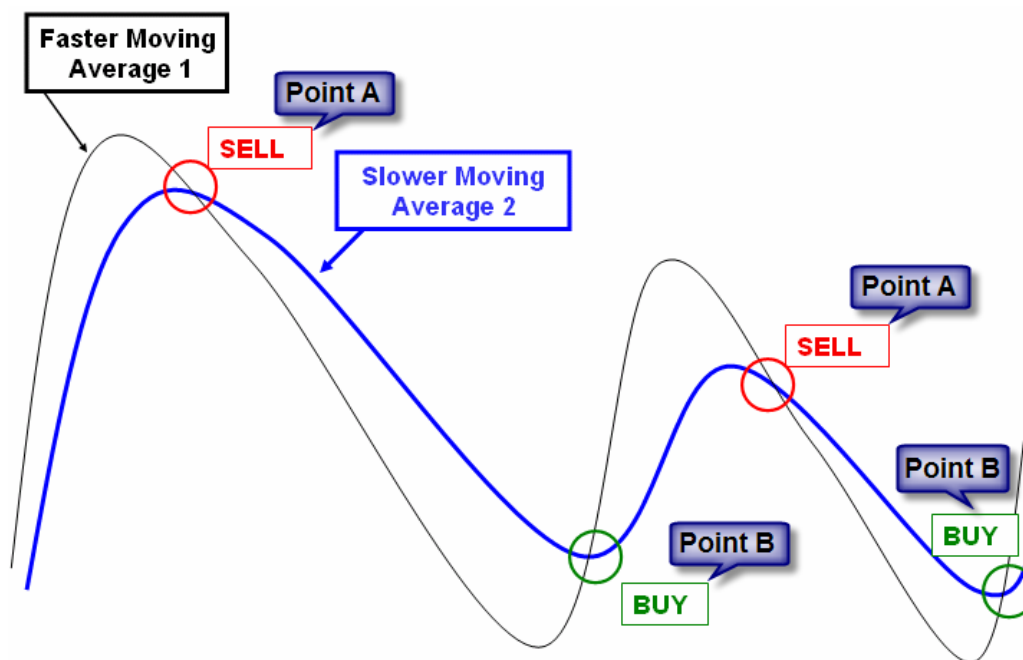 Faster Moving
Average 1
Point A
SELL
Slower Moving
Average 2
Point A
SELL
Point B
BUY
Point B
BUY